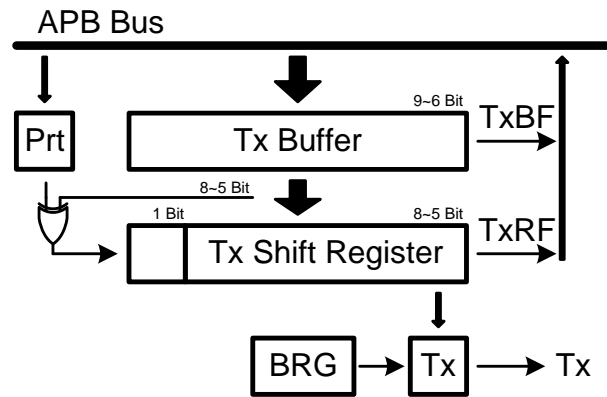 APB Bus
9~6 Bit
TxBF
Prt
Tx Buffer
8~5 Bit
1 Bit
8~5 Bit
TxRF
Tx Shift Register
BRG
Tx
Tx